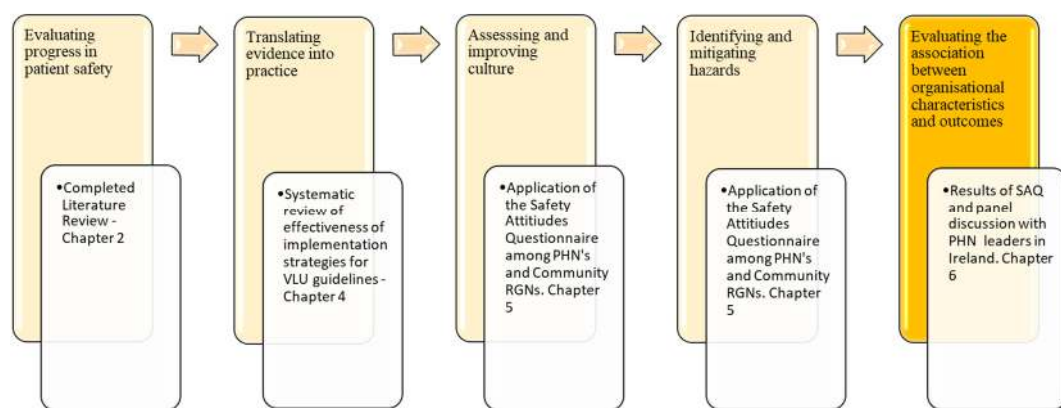 Evaluating
progress in
patient safety
•Completed
Literature
Review -
Chapter 2
Translating
evidence into
practice
•Systematic
review of
effectiveness of
implementation
strategies for
VLU guidelines -
Chapter 4
Assesssing and
improving
culture
•Application of
the Safety
Attitiudes
Questionnaire
among PHN's
and Community
RGNs. Chapter
5
Identifying and
mitigating
hazards
•Application of
the Safety
Attitiudes
Questionnaire
among PHN's
and Community
RGNs. Chapter
5
Evaluating the
association
between
organisational
characteristics
and outcomes
•Results of SAQ
and panel
discussion with
PHN leaders in
Ireland. Chapter
6